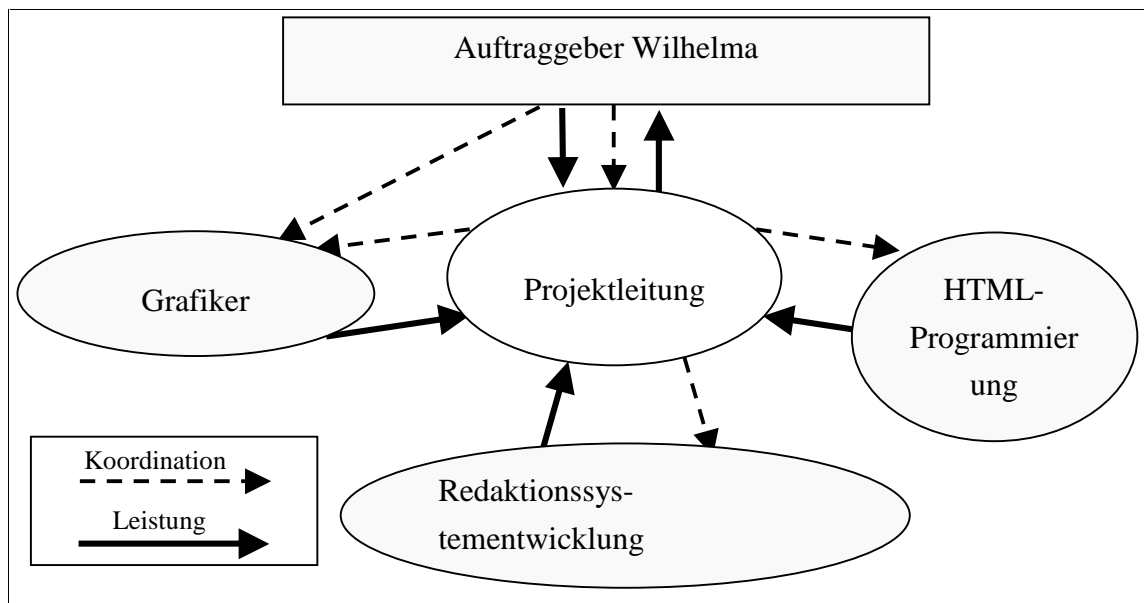 Auftraggeber Wilhelma
Grafiker
Projektleitung
HTML-
Programmier
ung
Koordination
Leistung
Redaktionssys-
tementwicklung